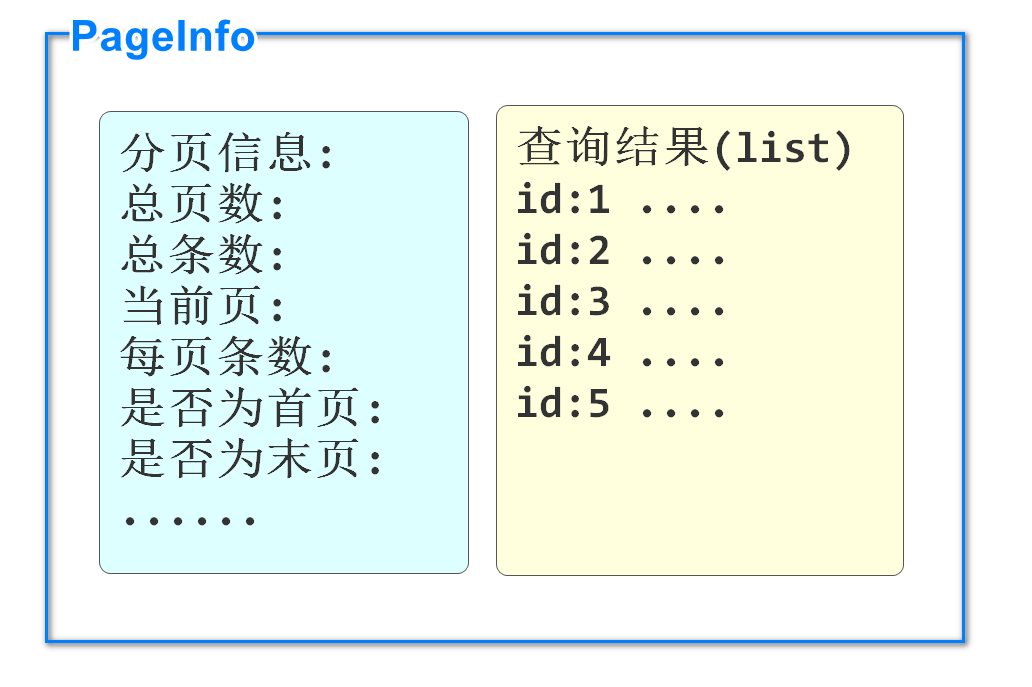 PageInfo
分页信息:
总页数:
总条数:
当前页:
每页条数:
是否为首页:
是否为末页:
......
查询结果(list)
id:1 ....
id:2 ....
id:3 ....
id:4 ....
id:5 ....